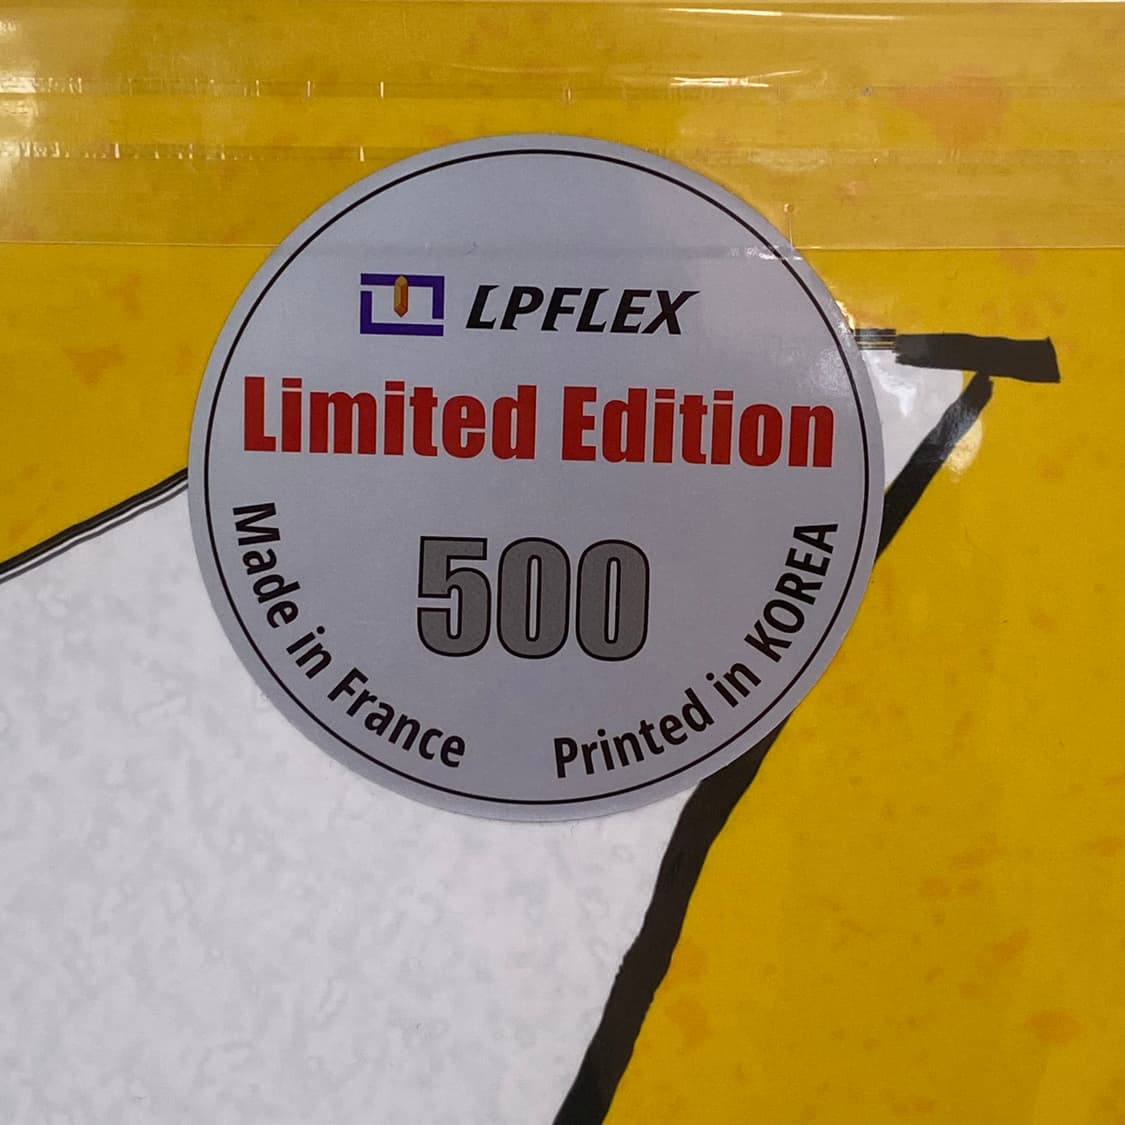 LPFLEX
Limited Edition
500
Made in France
Printed in KOREA